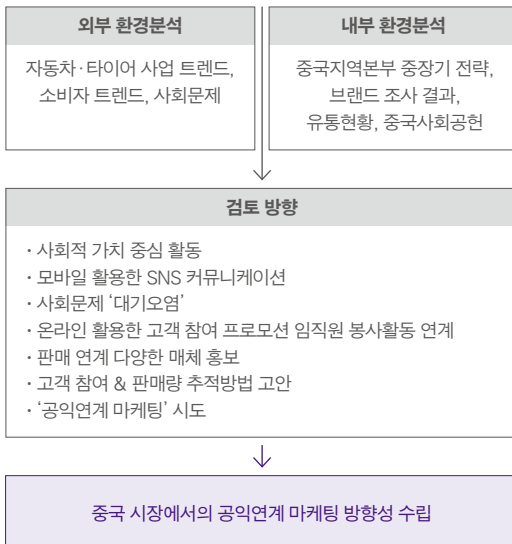 외부 환경분석
자동차·타이어 사업 트렌드,
소비자 트렌드, 사회문제
내부 환경분석
중국지역본부 중장기 전략,
브랜드 조사 결과,
유통현황, 중국사회공헌
검토 방향
· 사회적 가치 중심 활동
· 모바일 활용한 SNS 커뮤니케이션
· 사회문제 ‘대기오염’
· 온라인 활용한 고객 참여 프로모션 임직원 봉사활동 연계
· 판매 연계 다양한 매체 홍보
· 고객 참여 & 판매량 추적방법 고안
· ‘공익연계 마케팅’ 시도
중국 시장에서의 공익연계 마케팅 방향성 수립